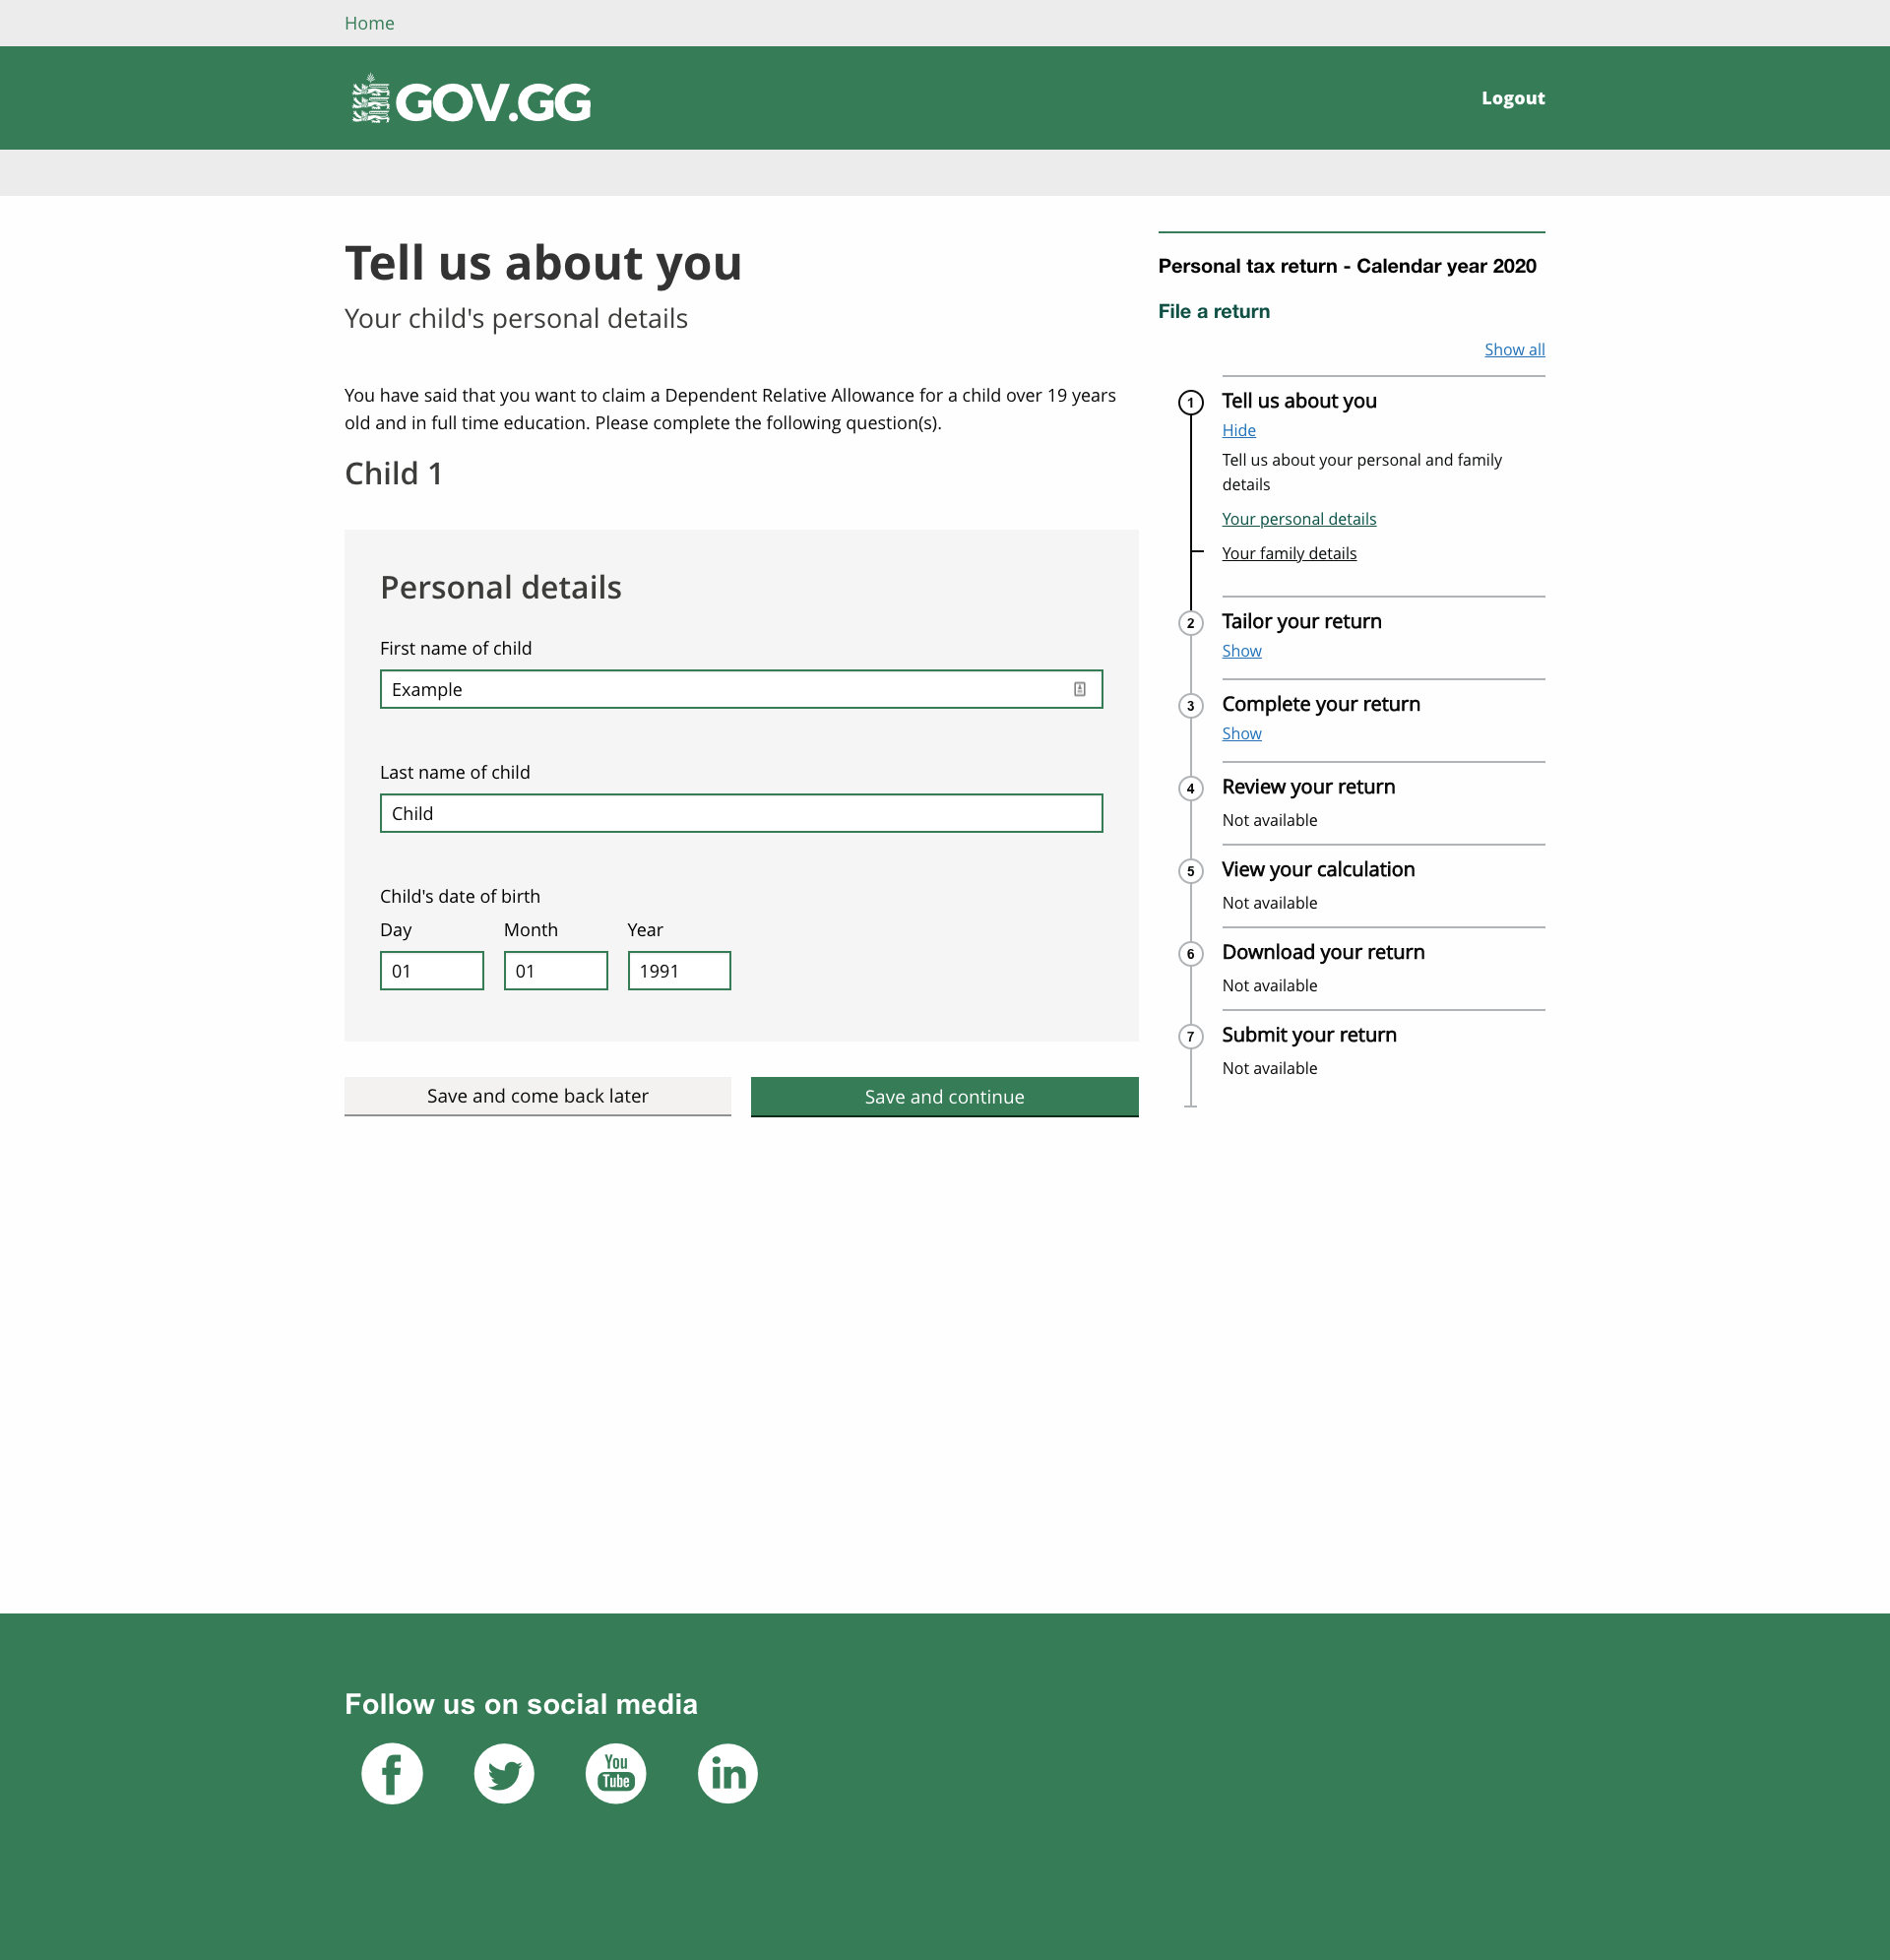 Home
GOV.GG
Logout
Tell us about you
Your child's personal details
You have said that you want to claim a Dependent Relative Allowance for a child over 19 years
old and in full time education. Please complete the following question(s).
Child 1
Personal details
First name of child
Example
Last name of child
Child
Child's date of birth
Day Month Year
01 01 1991
Save and come back later
Save and continue
Personal tax return - Calendar year 2020
File a return
Show all
1 Tell us about you
Hide
Tell us about your personal and family
details
Your personal details
Your family details
2 Tailor your return
Show
3 Complete your return
Show
4 Review your return
Not available
5 View your calculation
Not available
6 Download your return
Not available
7 Submit your return
Not available
Follow us on social media
f
You
Tube
in